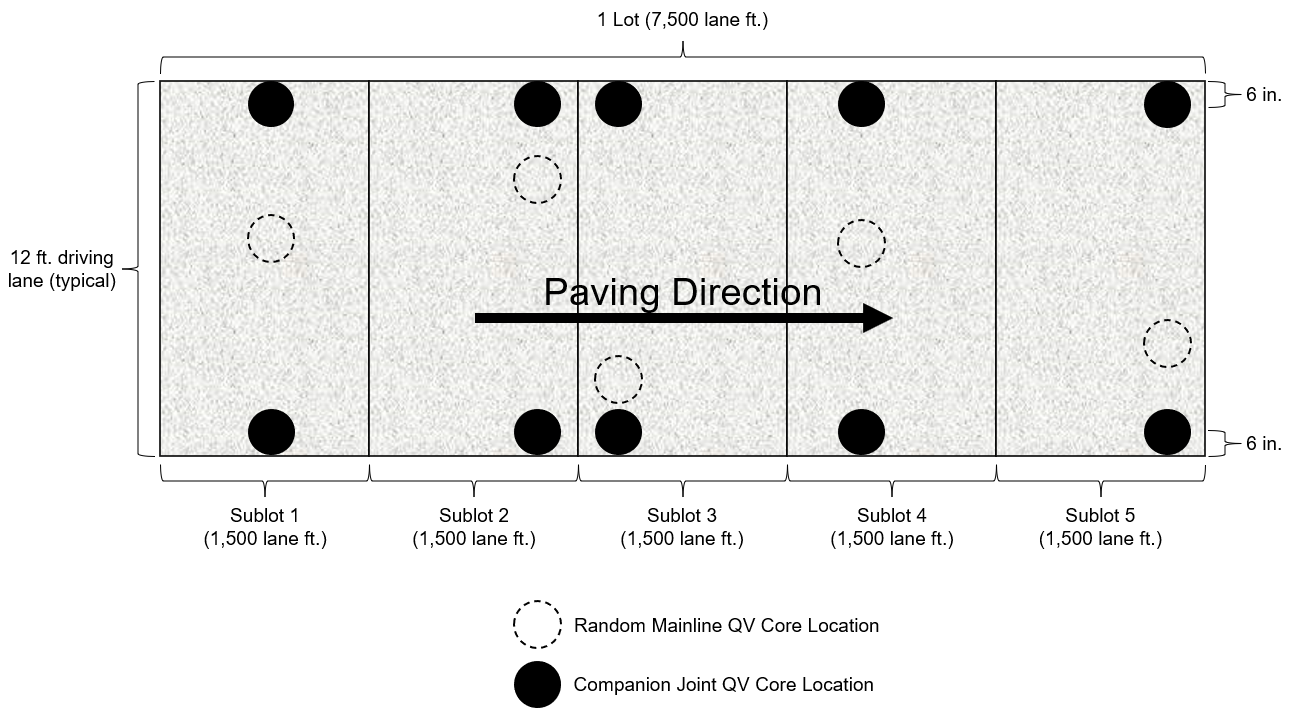 1 Lot (7,500 lane ft.)
6 in.
12 ft. driving
lane (typical)
Paving Direction
6 in.
Sublot 1
(1,500 lane ft.)
Sublot 2
(1,500 lane ft.)
Sublot 3
(1,500 lane ft.)
Sublot 4
(1,500 lane ft.)
Sublot 5
(1,500 lane ft.)
Random Mainline QV Core Location
Companion Joint QV Core Location